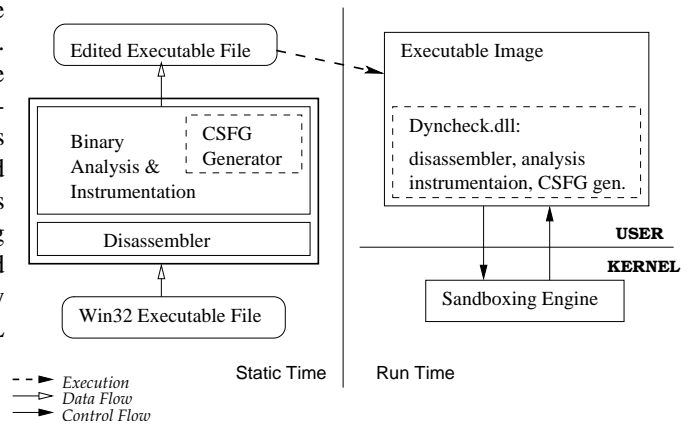 Edited Executable File
CSFG
Generator
Binary
Analysis &
Instrumentation
Disassembler
Win32 Executable File
Static Time
Executable Image
Dyncheck.dll:
disassembler, analysis
instrumentaion, CSFG gen.
USER
KERNEL
Sandboxing Engine
Run Time
Execution
Data Flow
Control Flow